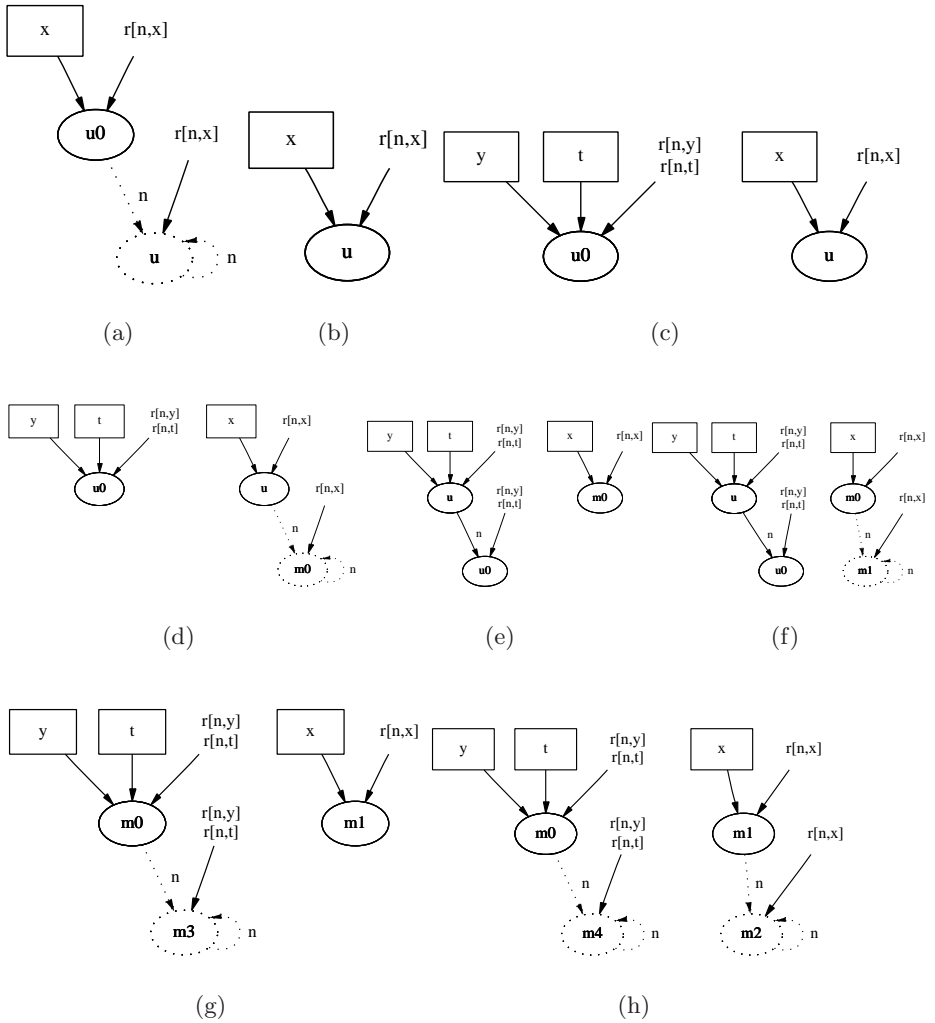 x
r[n,x]
u0
r[n,x]
n
u
n
(a)
x
r[n,x]
u
(b)
y
t
r[n,y]
r[n,t]
u0
x
r[n,x]
u
(c)
y
t
r[n,y]
r[n,t]
u0
x
r[n,x]
u
r[n,x]
n
m0
n
(d)
y
t
r[n,y]
r[n,t]
u
r[n,y]
r[n,t]
n
u0
x
r[n,x]
m0
(e)
y
t
r[n,y]
r[n,t]
u
r[n,y]
r[n,t]
n
u0
x
r[n,x]
m0
r[n,x]
n
m1
n
(f)
y
t
r[n,y]
r[n,t]
m0
r[n,y]
r[n,t]
n
m3
n
x
r[n,x]
m1
(g)
y
t
r[n,y]
r[n,t]
m0
r[n,y]
r[n,t]
n
m4
n
x
r[n,x]
m1
r[n,x]
n
m2
n
(h)